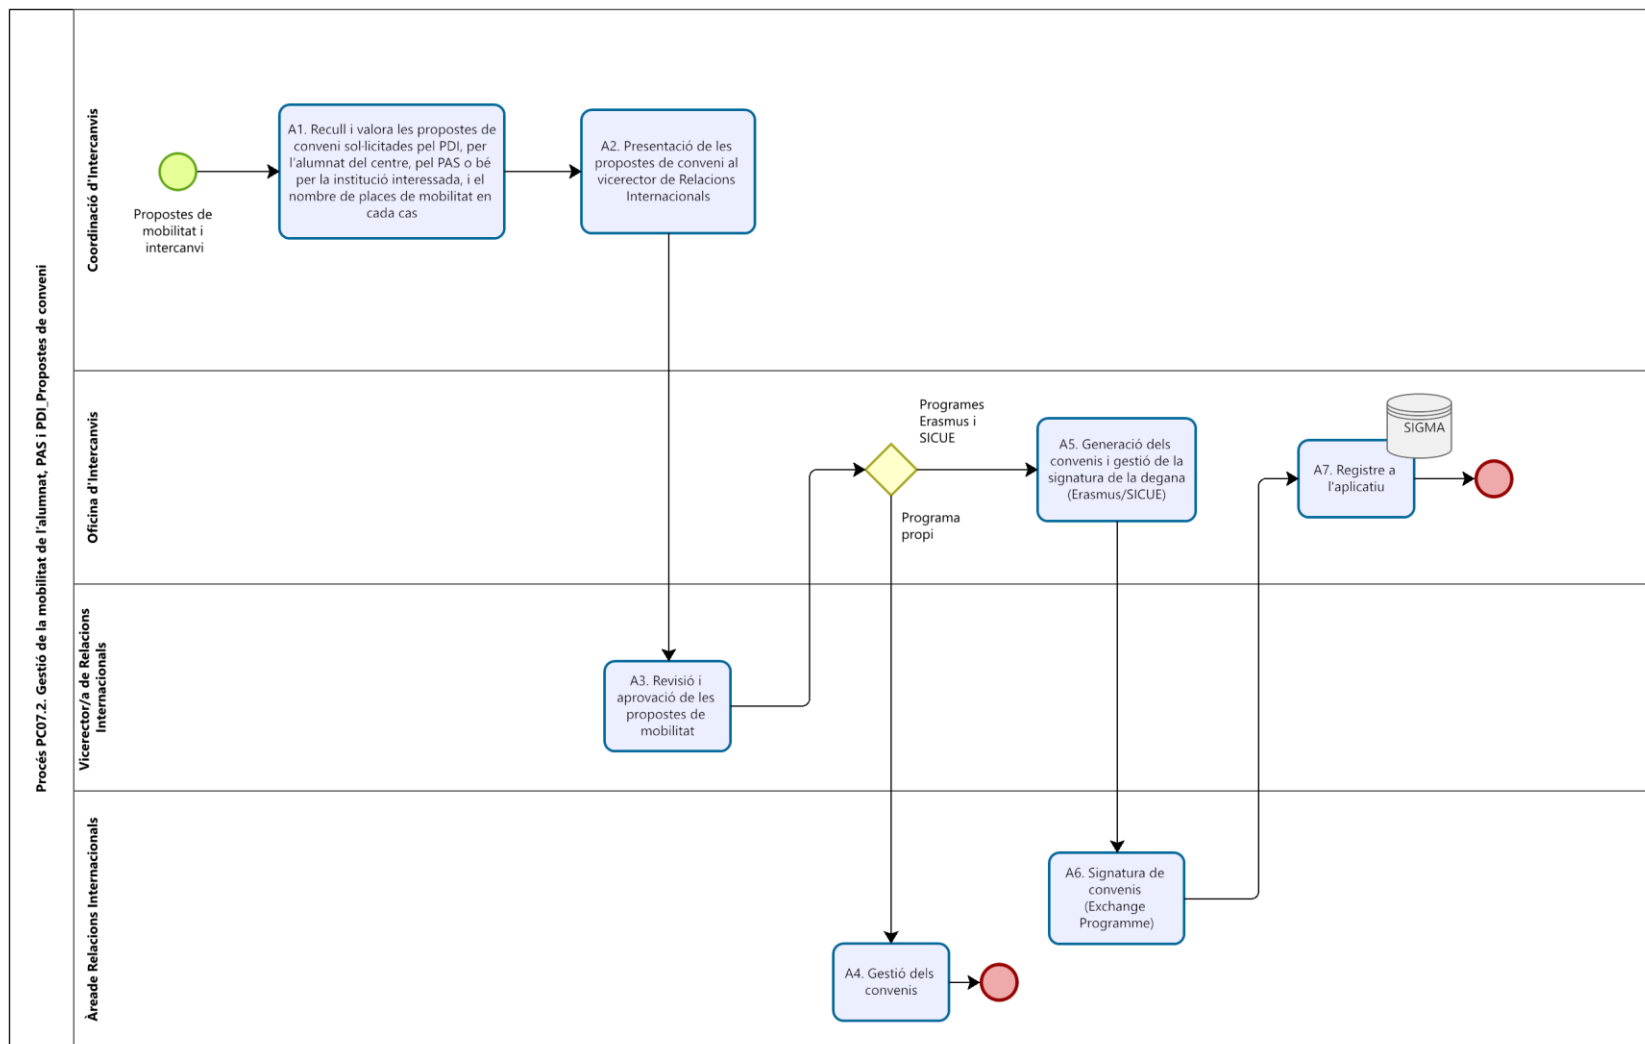 Procés PC07.2. Gestió de la mobilitat de l'alumnat, PAS i PDI_Propostes de conveni
Coordinació d'Intercanvis
Propostes de
mobilitat i
intercanvi
A1. Recull i valora les propostes de
conveni sol·licitades pel PDI, per
l'alumnat del centre, pel PAS o bé
per la institució interessada, i el
nombre de places de mobilitat en
cada cas
A2. Presentació de les
propostes de conveni al
vicerector de Relacions
Internacionals
Oficina d'Intercanvis
Programes
Erasmus i
SICUE
Programa
propi
A5. Generació dels
convenis i gestió de la
signatura de la degana
(Erasmus/SICUE)
SIGMA
A7. Registre a
l'aplicatiu
Vicerector/a de Relacions
Internacionals
A3. Revisió i
aprovació de les
propostes de
mobilitat
Àreade Relacions Internacionals
A6. Signatura de
convenis
(Exchange
Programme)
A4. Gestió dels
convenis